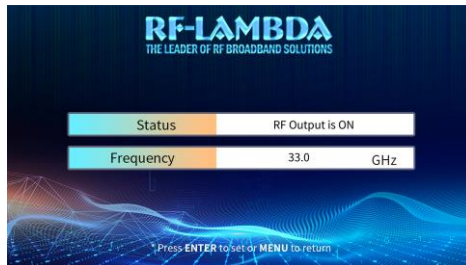 RF-LAMBDA
THE LEADER OF RF BROADBAND SOLUTIONS
Status RF Output is ON
Frequency 33.0 GHz
* Press ENTER to set or MENU to return